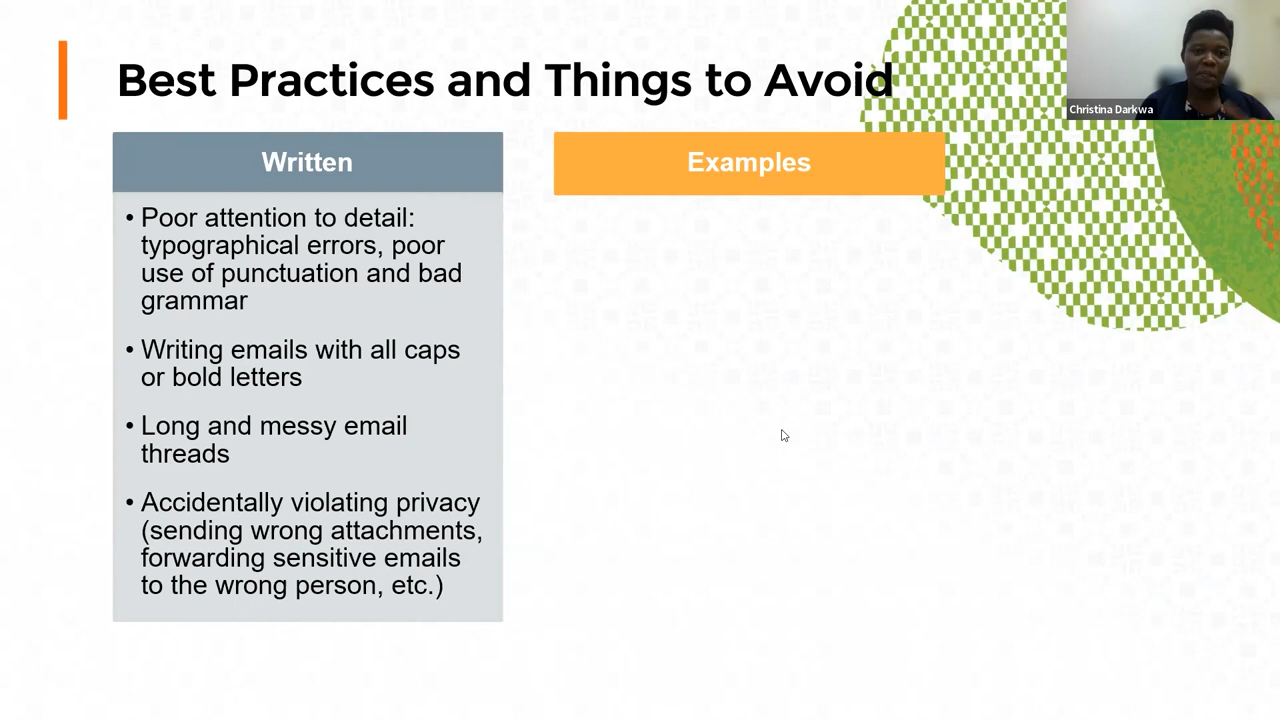 Best Practices and Things to Avoid
Christina Darkwa
Written
Examples
• Poor attention to detail:
typographical errors, poor
use of punctuation and bad
grammar
• Writing emails with all caps
or bold letters
• Long and messy email
threads
• Accidentally violating privacy
(sending wrong attachments,
forwarding sensitive emails
to the wrong person, etc.)